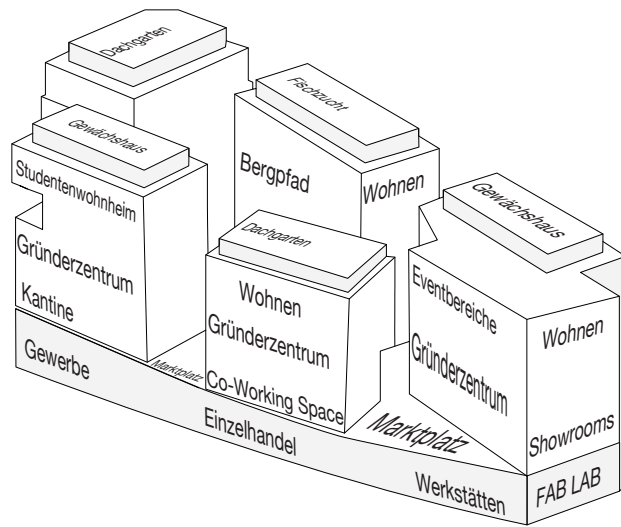 Dachgarten
Fischzucht
Gewächshaus
Studentenwohnheim
Gründerzentrum
Kantine
Bergpfad
Wohnen
Gewächshaus
Dachgarten
Wohnen
Gründerzentrum
Co-Working Space
Eventbereiche
Gründerzentrum
Wohnen
Showrooms
Marktplatz
Marktplatz
Gewerbe
Einzelhandel
Werkstätten
FAB LAB